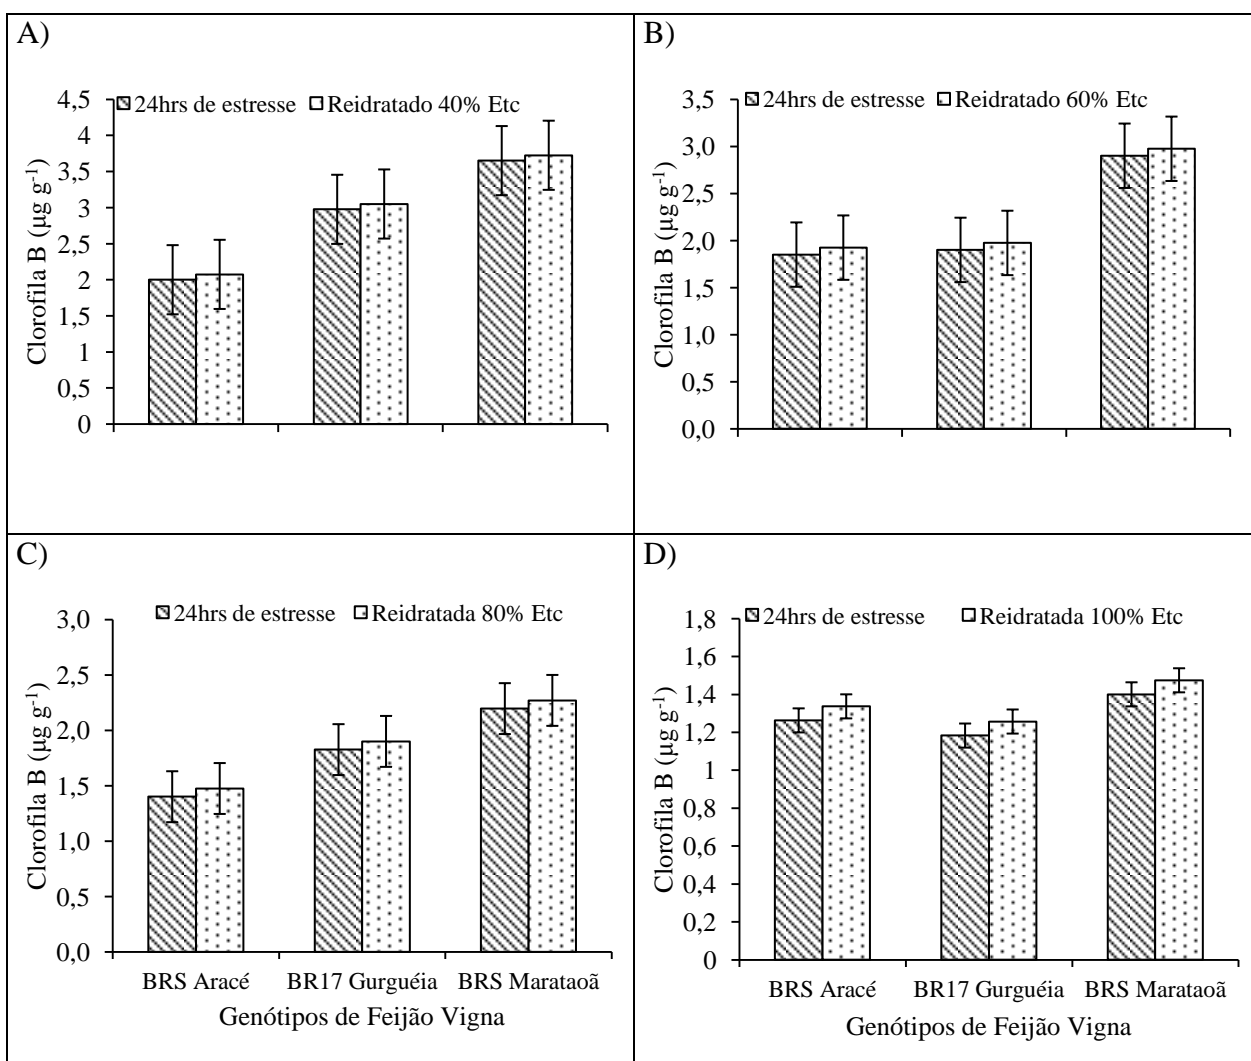 A)
24hrs de estresse Reidratado 40% Etc
Clorofila B (µg g⁻¹)
4,5
4
3,5
3
2,5
2
1,5
1
0,5
0
B)
24hrs de estresse Reidratado 60% Etc
Clorofila B (µg g⁻¹)
3,5
3,0
2,5
2,0
1,5
1,0
0,5
0,0
C)
24hrs de estresse Reidratada 80% Etc
Clorofila B (µg g⁻¹)
3,0
2,5
2,0
1,5
1,0
0,5
0,0
BRS Aracé BR17 Gurguéia BRS Marataoã
Genótipos de Feijão Vigna
D)
24hrs de estresse Reidratada 100% Etc
Clorofila B (µg g⁻¹)
1,8
1,6
1,4
1,2
1
0,8
0,6
0,4
0,2
0
BRS Aracé BR17 Gurguéia BRS Marataoã
Genótipos de Feijão Vigna